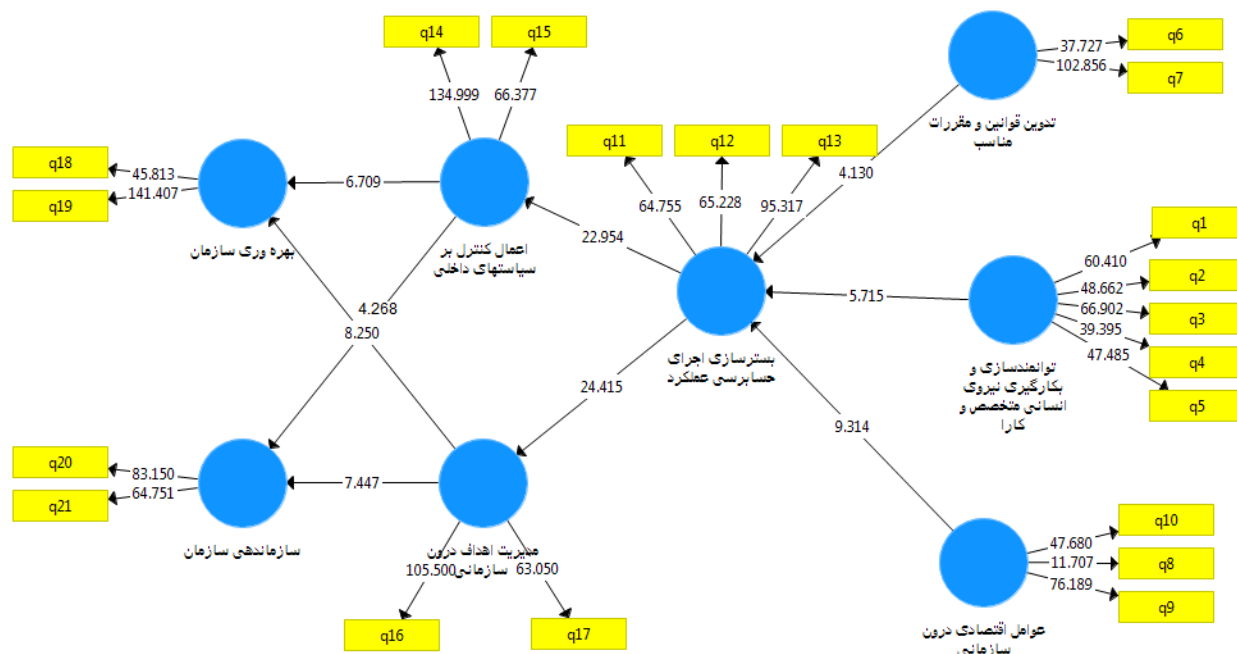 q14
q15
134.999
66.377
q18
q19
45.813
141.407
بهره وری سازمان
6.709
اعمال کنترل بر
سیاستهای داخلی
22.954
q11
q12
q13
64.755
65.228
95.317
4.130
q6
q7
37.727
102.856
تدوین قوانین و مقررات
مناسب
بسترسازی اجرای
حسابرسی عملکرد
5.715
q1
q2
q3
q4
q5
60.410
48.662
66.902
39.395
47.485
توانمندسازی و
بکارگیری نیروی
انسانی متخصص و
کارا
4.268
8.250
24.415
9.314
q20
q21
83.150
64.751
سازماندهی سازمان
7.447
مدیریت اهداف درون
سازمانی
105.500
63.050
q16
q17
q10
q8
q9
47.680
11.707
76.189
عوامل اقتصادی درون
سازمانی